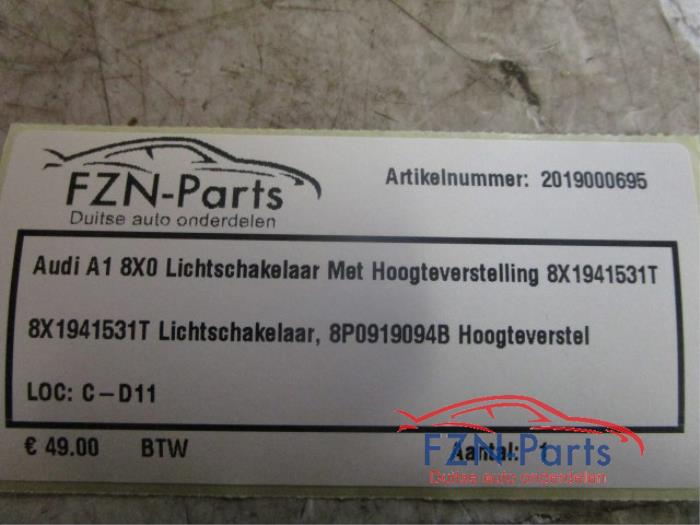 FZN-Parts
Duitse auto onderdelen
Artikelnummer: 2019000695
Audi A1 8X0 Lichtschakelaar Met Hoogteverstelling 8X1941531T
8X1941531T Lichtschakelaar, 8P0919094B Hoogteverstel
LOC: C-D11
€ 49.00 BTW Aantal: 1
FZN-Parts
Duitse auto onderdelen